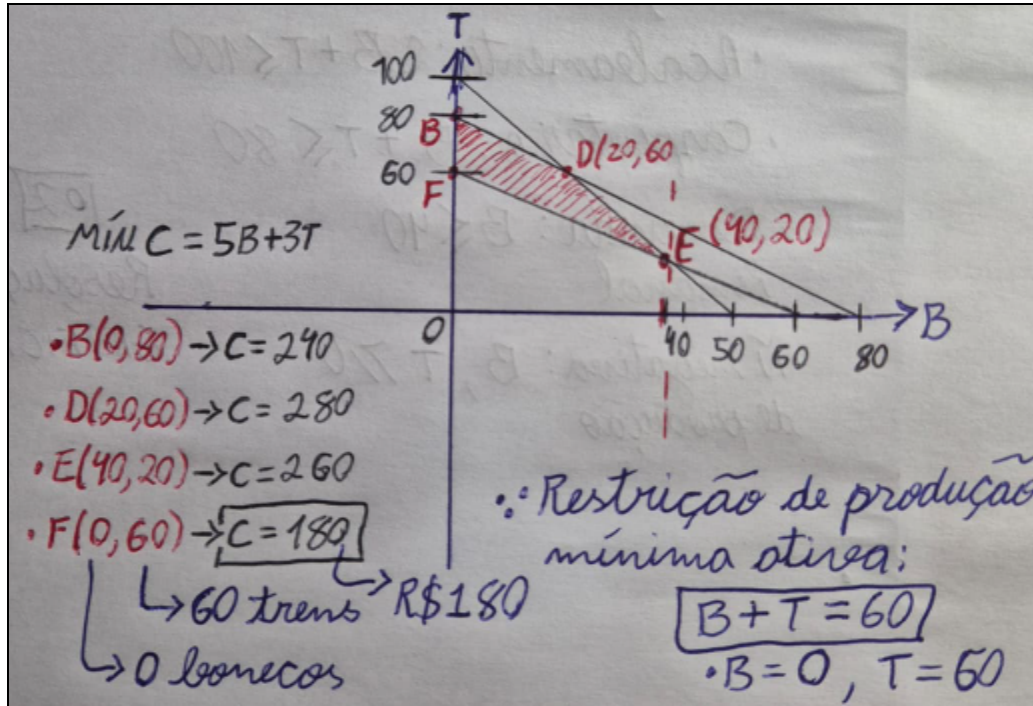 T
100
80
B
60
F
D(20,60
E (40,20)
MÍN C = 5B+3T
0
40 50 60 80
B
• B(0,80) → C = 240
• D(20,60) → C = 280
• E(40,20) → C = 260
• F(0,60) → C = 180
→ 60 trens → R$180
→ 0 bonecos
∴ Restrição de produção
mínima ativa:
B + T = 60
• B = 0, T = 60